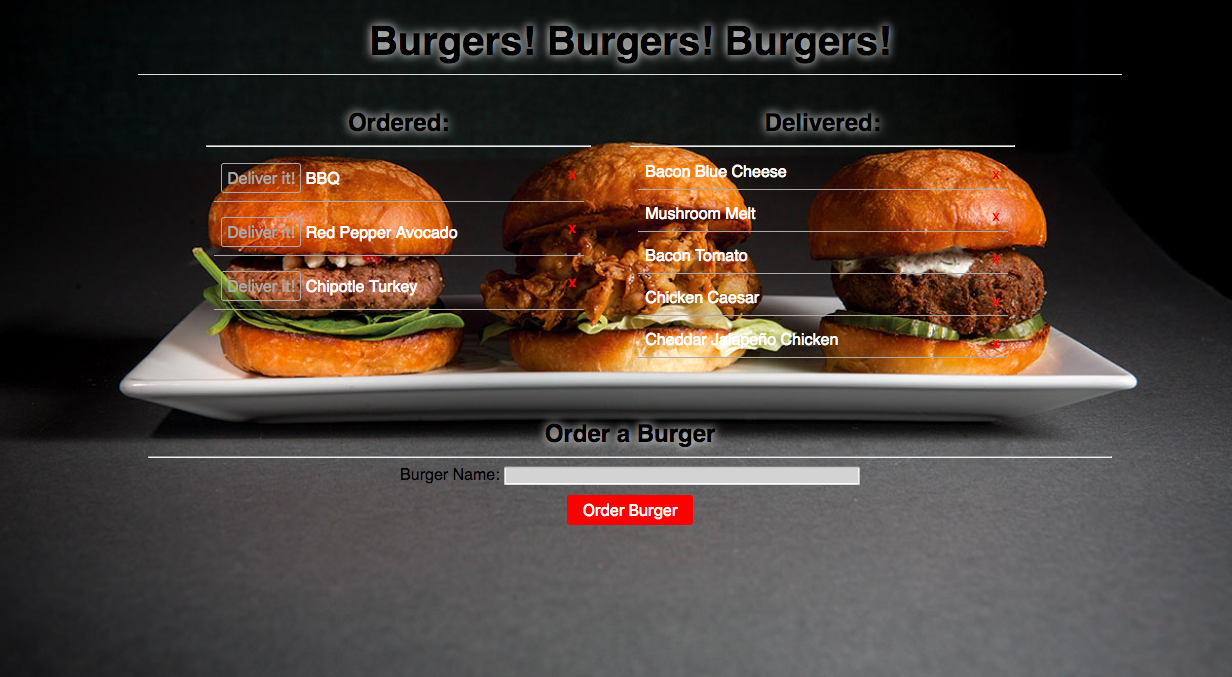 Burgers! Burgers! Burgers!
Ordered:
Deliver it! BBQ x
Deliver it! Red Pepper Avocado x
Deliver it! Chipotle Turkey x
Delivered:
Bacon Blue Cheese x
Mushroom Melt x
Bacon Tomato x
Chicken Caesar x
Cheddar Jalapeño Chicken x
Order a Burger
Burger Name:
Order Burger